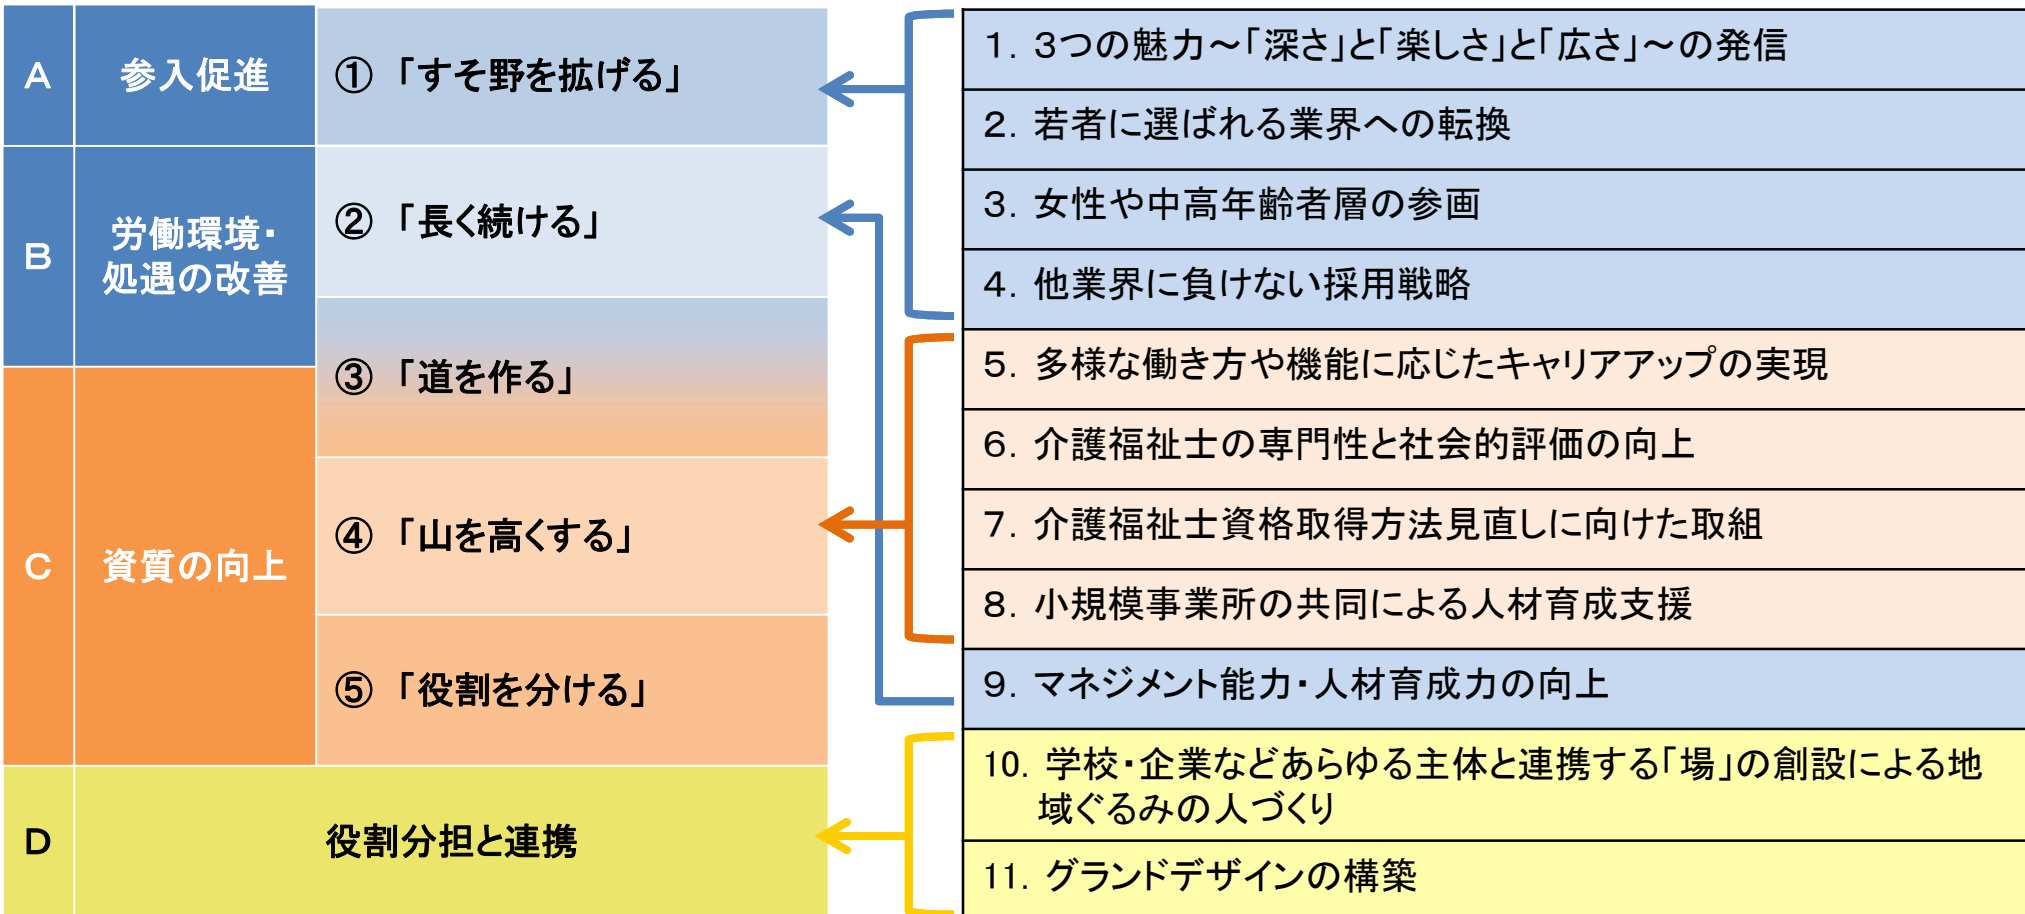 A
参入促進
① 「すそ野を拡げる」
B
労働環境・
処遇の改善
② 「長く続ける」
③ 「道を作る」
C
資質の向上
④ 「山を高くする」
⑤ 「役割を分ける」
D
役割分担と連携
1．3つの魅力～「深さ」と「楽しさ」と「広さ」～の発信
2．若者に選ばれる業界への転換
3．女性や中高年齢者層の参画
4．他業界に負けない採用戦略
5．多様な働き方や機能に応じたキャリアアップの実現
6．介護福祉士の専門性と社会的評価の向上
7．介護福祉士資格取得方法見直しに向けた取組
8．小規模事業所の共同による人材育成支援
9．マネジメント能力・人材育成力の向上
10．学校・企業などあらゆる主体と連携する「場」の創設による地
域ぐるみの人づくり
11．グランドデザインの構築